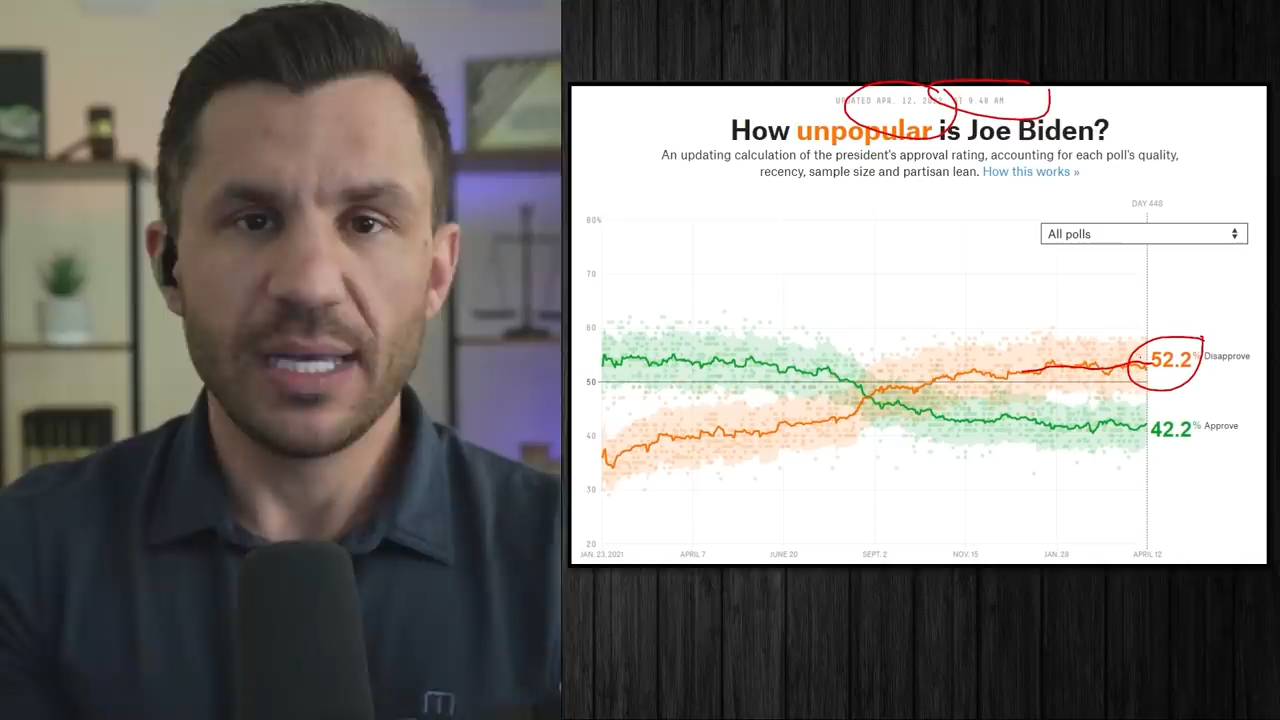 UPDATED APR. 12, 2022, AT 9:48 AM
How unpopular is Joe Biden?
An updating calculation of the president's approval rating, accounting for each poll's quality,
recency, sample size and partisan lean. How this works »
DAY 448
All polls
80%
70
60
50
40
30
20
52.2% Disapprove
42.2% Approve
JAN. 23, 2021
APRIL 7
JUNE 20
SEPT. 2
NOV. 15
JAN. 28
APRIL 12